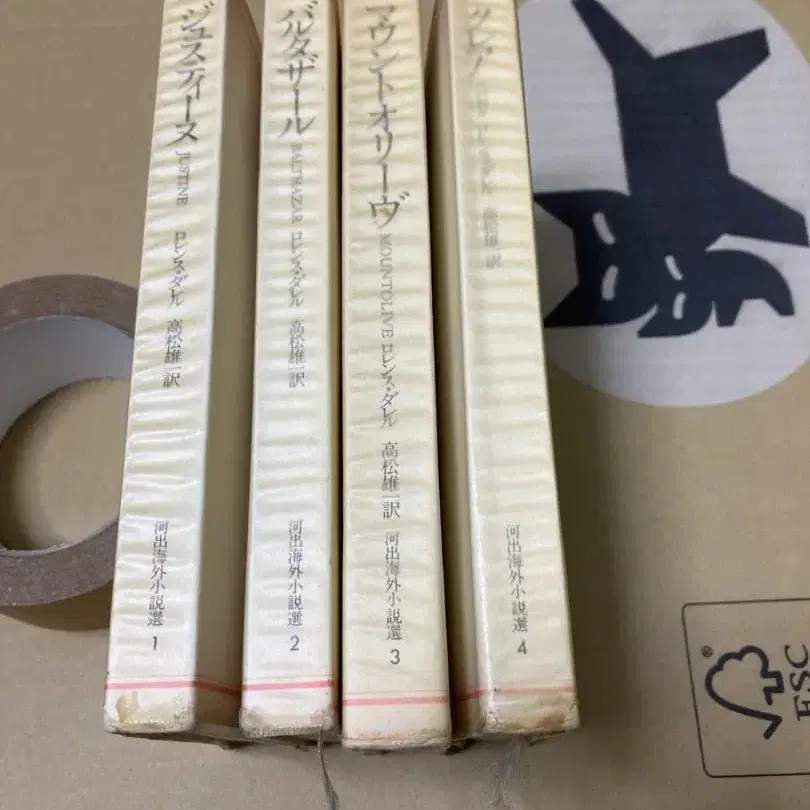 ジュスティーヌ JUSTINE ロレンス・ダレル 高松雄一訳 河出海外小説選 1
バルタザール BALTHAZAR ロレンス・ダレル 高松雄一訳 河出海外小説選 2
マウントオリーヴ MOUNTOLIVE ロレンス・ダレル 高松雄一訳 河出海外小説選 3
クレア 高松雄一訳 河出海外小説選 4
® FSC